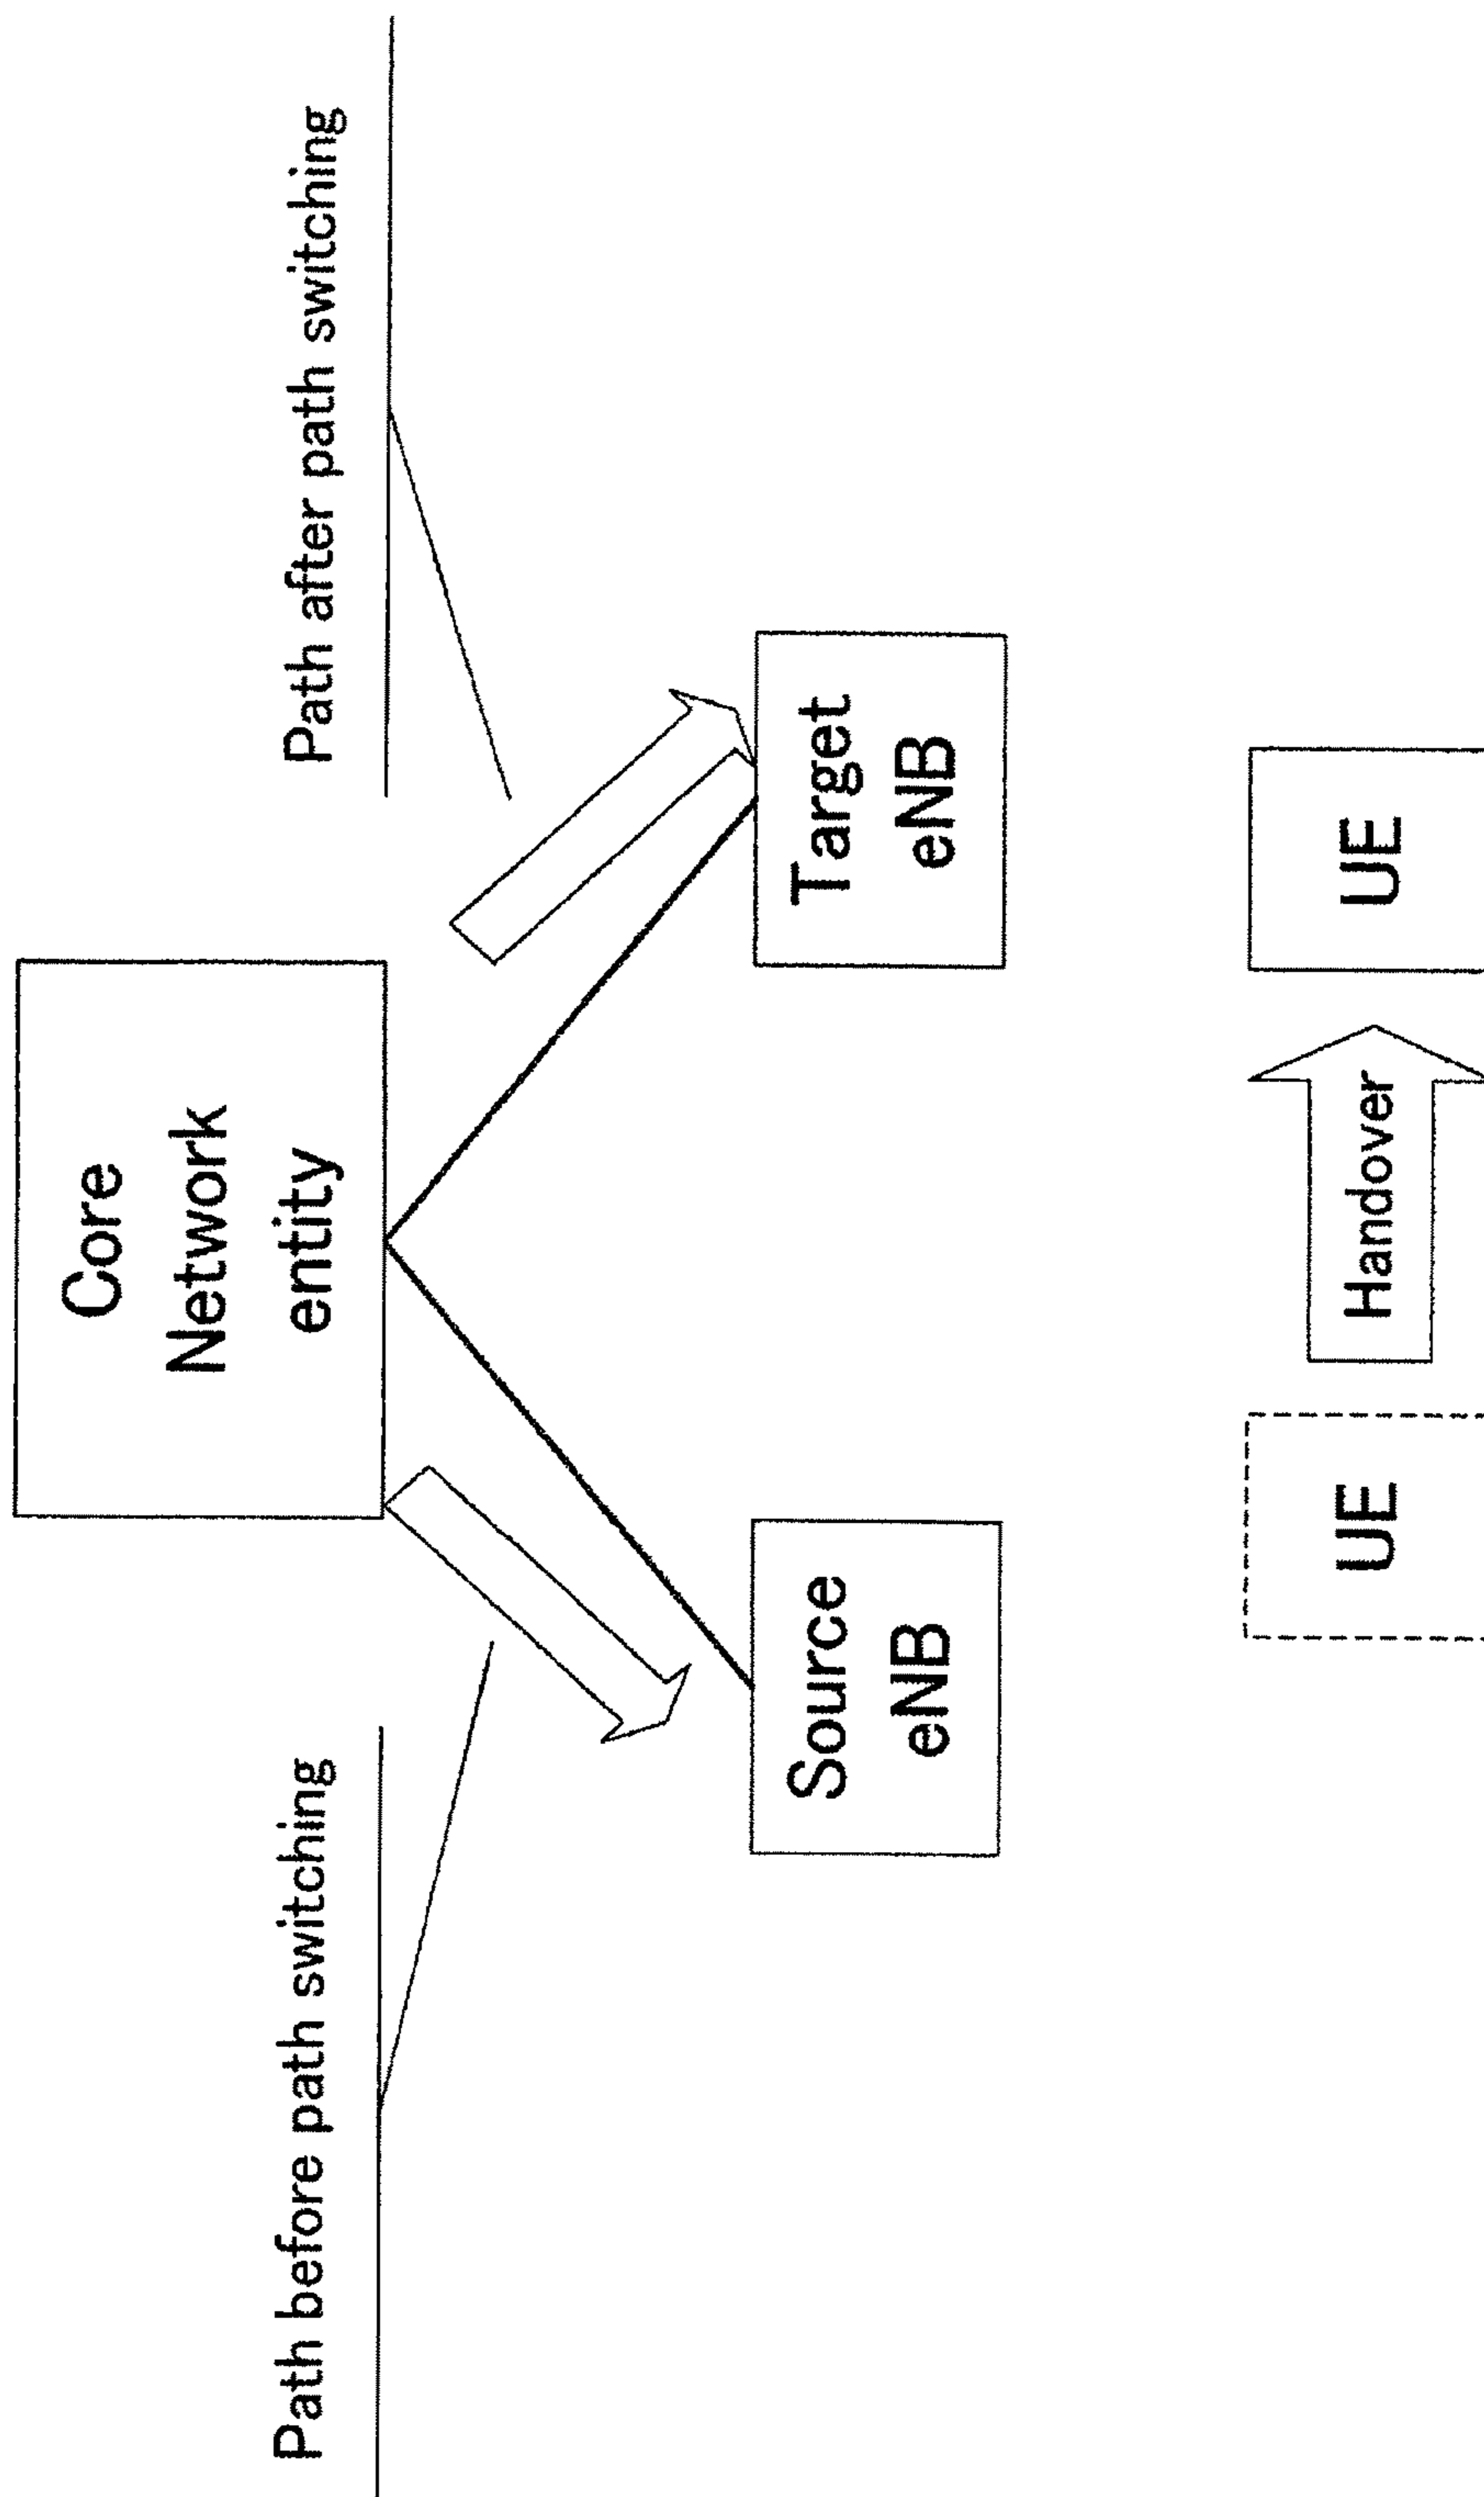 Core
Network
entity
Path before path switching
Path after path switching
Source
eNB
Target
eNB
UE
Handover
UE